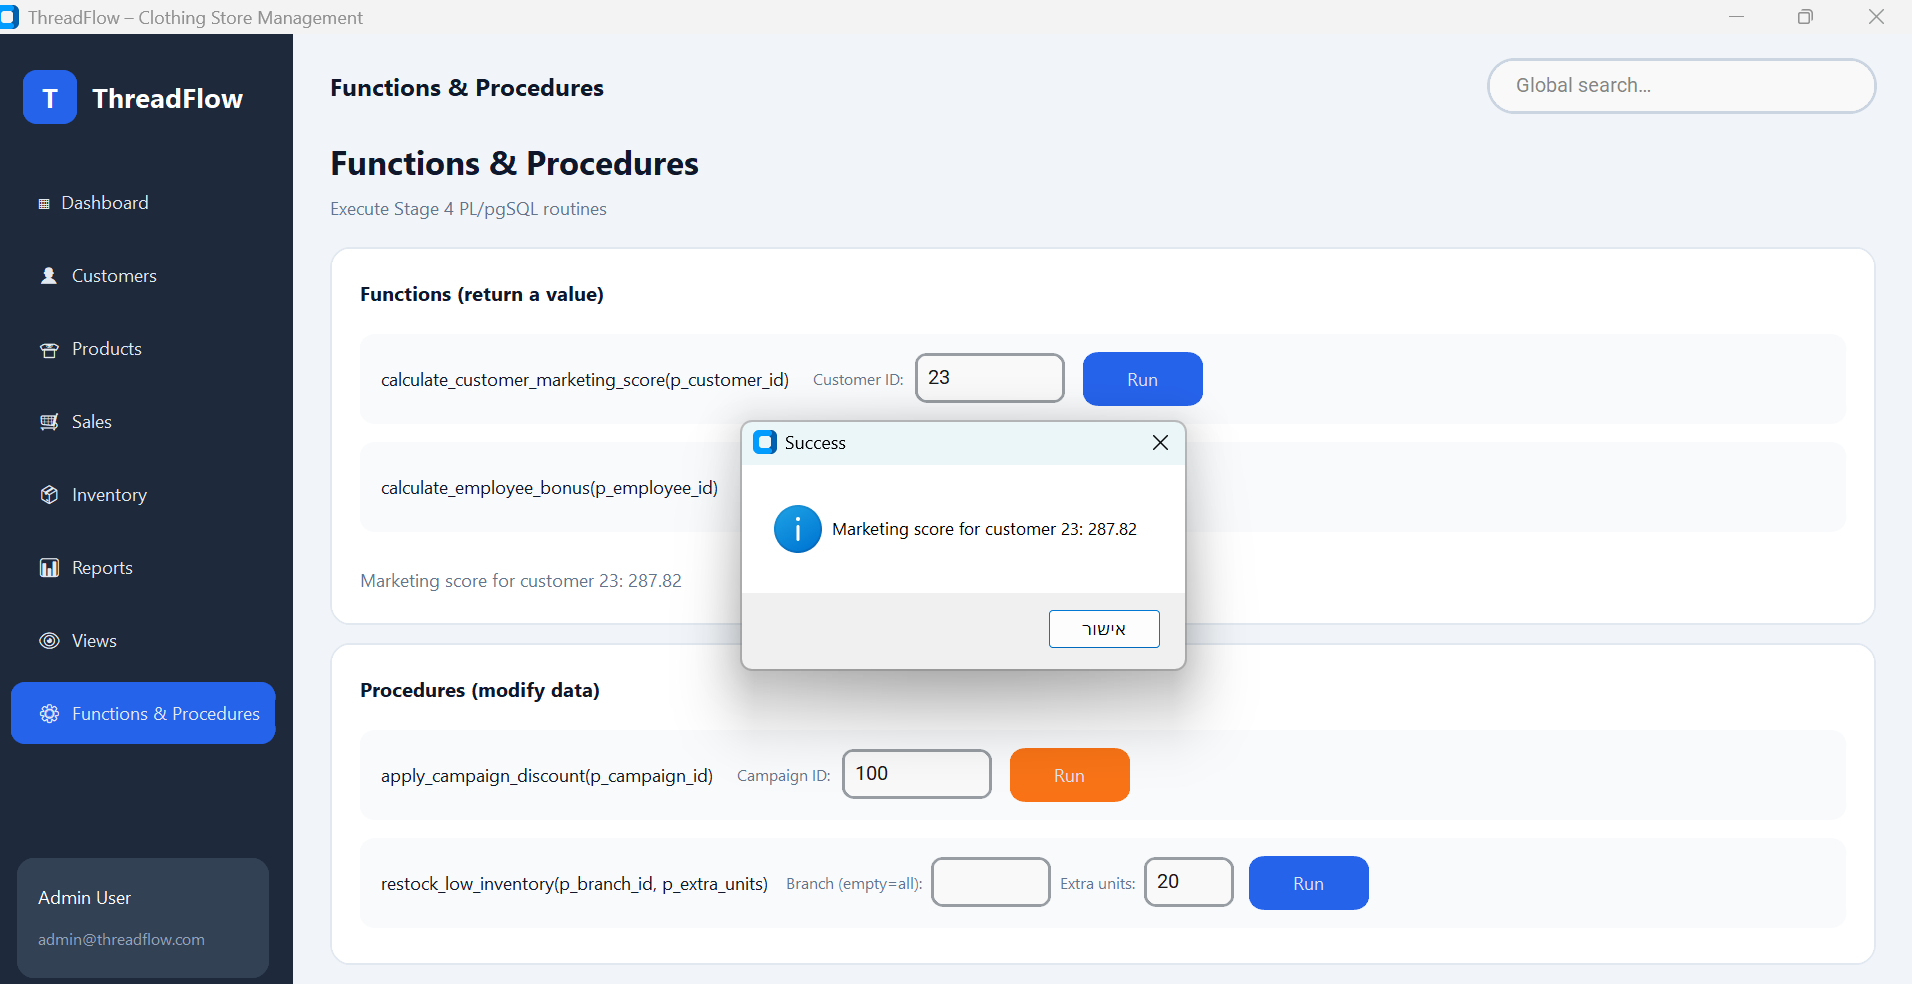 ThreadFlow – Clothing Store Management
T ThreadFlow
Dashboard
Customers
Products
Sales
Inventory
Reports
Views
Functions & Procedures
Admin User
admin@threadflow.com
Functions & Procedures
Global search...
Functions & Procedures
Execute Stage 4 PL/pgSQL routines
Functions (return a value)
calculate_customer_marketing_score(p_customer_id) Customer ID: 23 Run
calculate_employee_bonus(p_employee_id)
Marketing score for customer 23: 287.82
Success
Marketing score for customer 23: 287.82
אישור
Procedures (modify data)
apply_campaign_discount(p_campaign_id) Campaign ID: 100 Run
restock_low_inventory(p_branch_id, p_extra_units) Branch (empty=all): Extra units: 20 Run